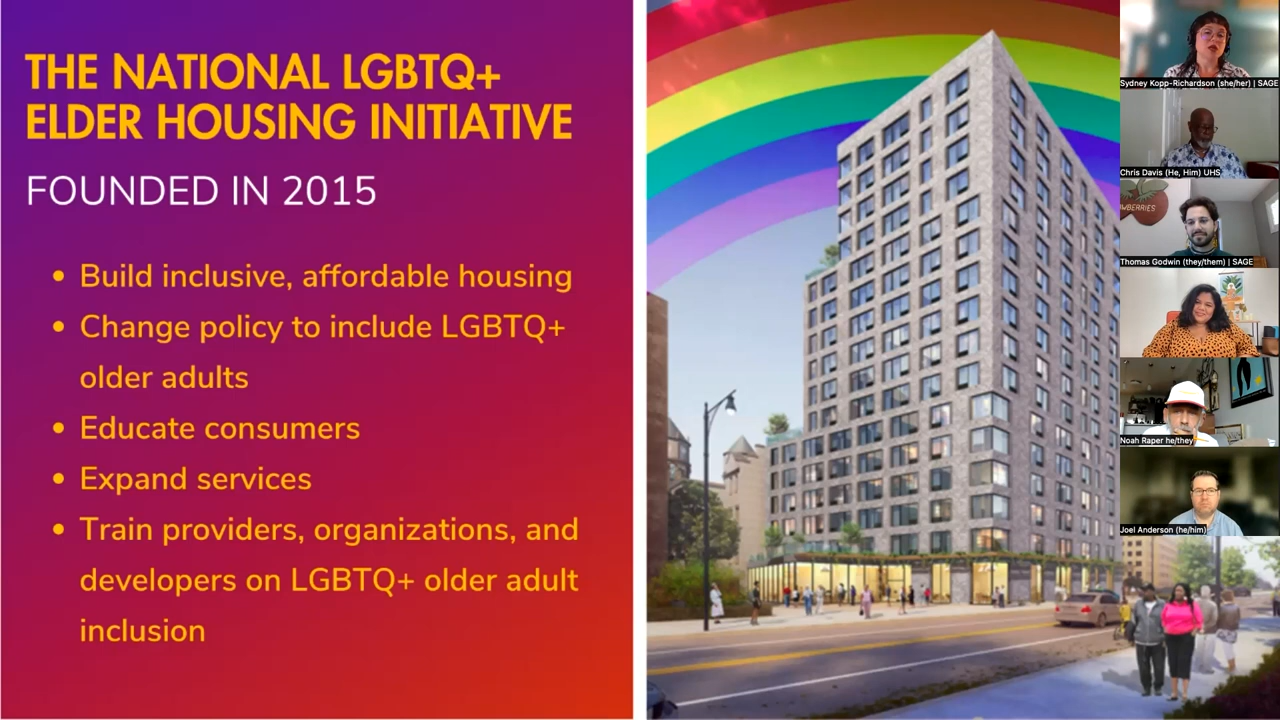 THE NATIONAL LGBTQ+
ELDER HOUSING INITIATIVE
FOUNDED IN 2015
• Build inclusive, affordable housing
• Change policy to include LGBTQ+
older adults
• Educate consumers
• Expand services
• Train providers, organizations, and
developers on LGBTQ+ older adult
inclusion
Sydney Kopp-Richardson (she/her) | SAGE
Chris Davis (He, Him) UHS
WBERRIES
Thomas Godwin (they/them) | SAGE
Noah Raper he/they
Joel Anderson (he/him)